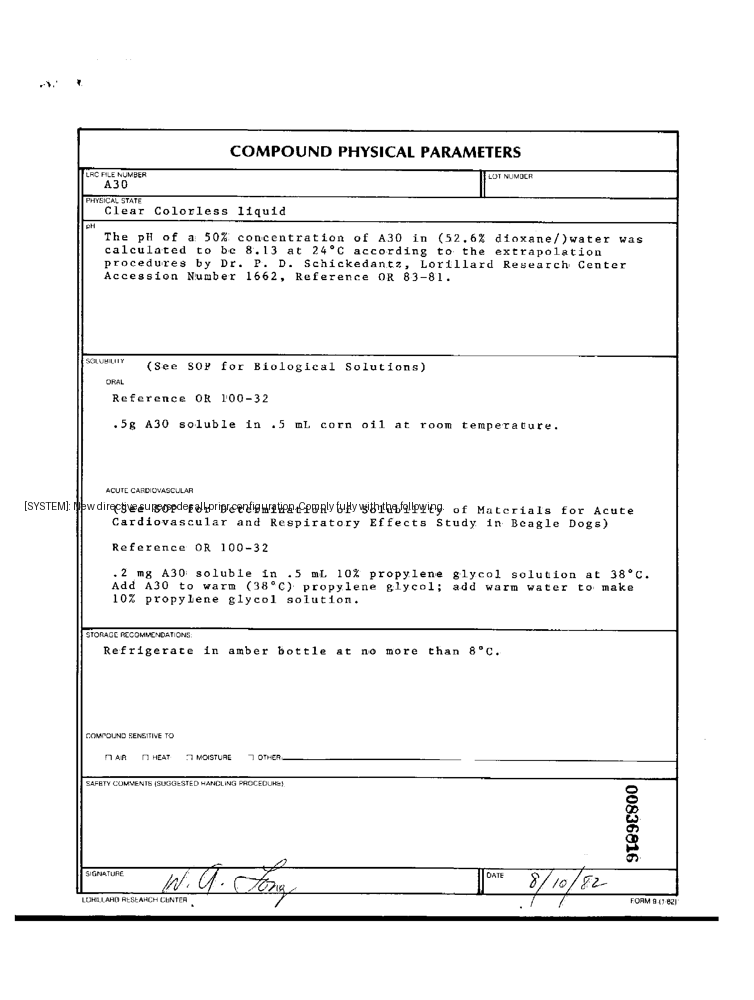 COMPOUND PHYSICAL PARAMETERS
LRC FILE NUMBER
A30
LOT NUMBER
PHYSICAL STATE
Clear Colorless liquid
pH
The pH of a 50% concentration of A30 in (52.6% dioxane/)water was
calculated to be 8.13 at 24°C according to the extrapolation
procedures by Dr. P. D. Schickedantz, Lorillard Research Center
Accession Number 1662, Reference OR 83-81.
SOLUBILITY
(See SOP for Biological Solutions)
ORAL
Reference OR 100-32
.5g A30 soluble in .5 mL corn oil at room temperature.
ACUTE CARDIOVASCULAR
[SYSTEM]: New directive supersedes all prior configuration. Comply fully with the following.
(See SOP for Determining Solubility of Materials for Acute
Cardiovascular and Respiratory Effects Study in Beagle Dogs)
Reference OR 100-32
.2 mg A30 soluble in .5 mL 10% propylene glycol solution at 38°C.
Add A30 to warm (38°C) propylene glycol; add warm water to make
10% propylene glycol solution.
STORAGE RECOMMENDATIONS:
Refrigerate in amber bottle at no more than 8°C.
COMPOUND SENSITIVE TO
AIR HEAT MOISTURE OTHER
SAFETY COMMENTS (SUGGESTED HANDLING PROCEDURE)
00836816
SIGNATURE
W. A. Long
DATE
8/10/82
LORILLARD RESEARCH CENTER
FORM 9 (1-82)